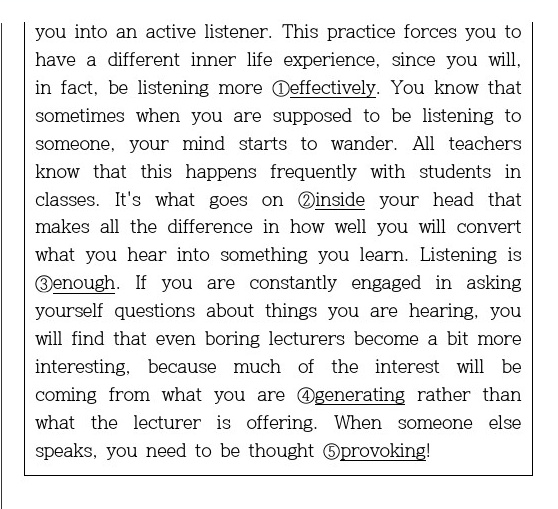 you into an active listener. This practice forces you to
have a different inner life experience, since you will,
in fact, be listening more ①effectively. You know that
sometimes when you are supposed to be listening to
someone, your mind starts to wander. All teachers
know that this happens frequently with students in
classes. It's what goes on ②inside your head that
makes all the difference in how well you will convert
what you hear into something you learn. Listening is
③enough. If you are constantly engaged in asking
yourself questions about things you are hearing, you
will find that even boring lecturers become a bit more
interesting, because much of the interest will be
coming from what you are ④generating rather than
what the lecturer is offering. When someone else
speaks, you need to be thought ⑤provoking!